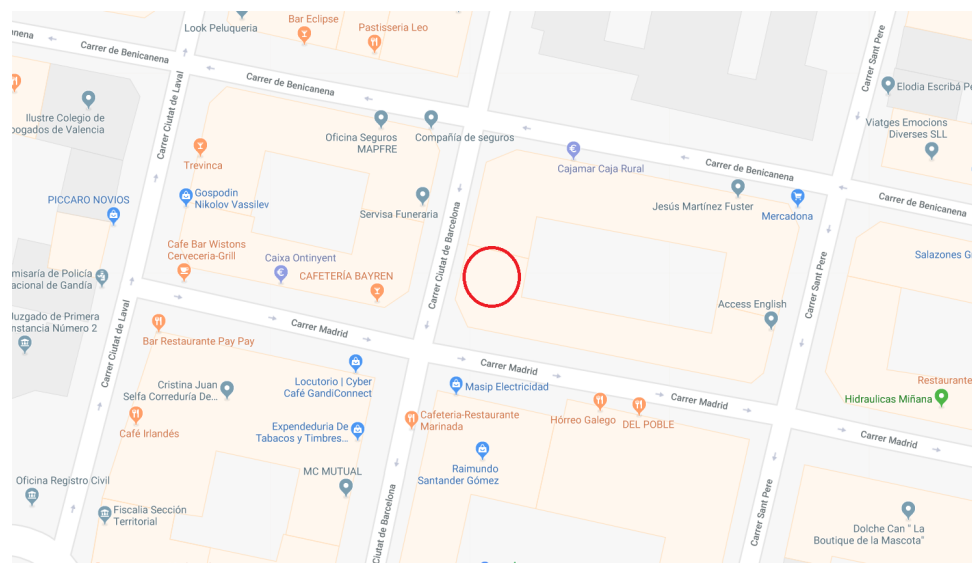 Look Peluqueria
Bar Eclipse
Pastisseria Leo
nena
Carrer de Benicanena
Carrer Sant Pere
Carrer de Benicanena
Elodia Escribá Pe
Ilustre Colegio de
bogados de Valencia
Carrer Ciutat de Laval
Viatges Emocions
Diverses SLL
Oficina Seguros
MAPFRE
Compañía de seguros
Trevinca
Cajamar Caja Rural
Carrer de Benicanena
PICCARO NOVIOS
Gospodin
Nikolov Vassilev
Servisa Funeraria
Jesús Martínez Fuster
Mercadona
Carrer de Benicanena
Carrer Ciutat de Barcelona
Cafe Bar Wistons
Cerveceria-Grill
Caixa Ontinyent
CAFETERÍA BAYREN
Salazones G
misaría de Policía
acional de Gandía
Carrer Sant Pere
Access English
Juzgado de Primera
nstancia Número 2
Carrer Ciutat de Laval
Bar Restaurante Pay Pay
Carrer Madrid
Carrer Madrid
Locutorio | Cyber
Café GandiConnect
Masip Electricidad
Cristina Juan
Selfa Correduría De...
Restaurante
Hidraulicas Miñana
Carrer Madrid
Café Irlandés
Cafeteria-Restaurante
Marinada
Hórreo Galego
DEL POBLE
Expendeduria De
Tabacos y Timbres...
Carrer Madrid
MC MUTUAL
Raimundo
Santander Gómez
Oficina Registro Civil
Fiscalia Sección
Territorial
Ciutat de Barcelona
Carrer Sant Pere
Dolche Can " La
Boutique de la Mascota"